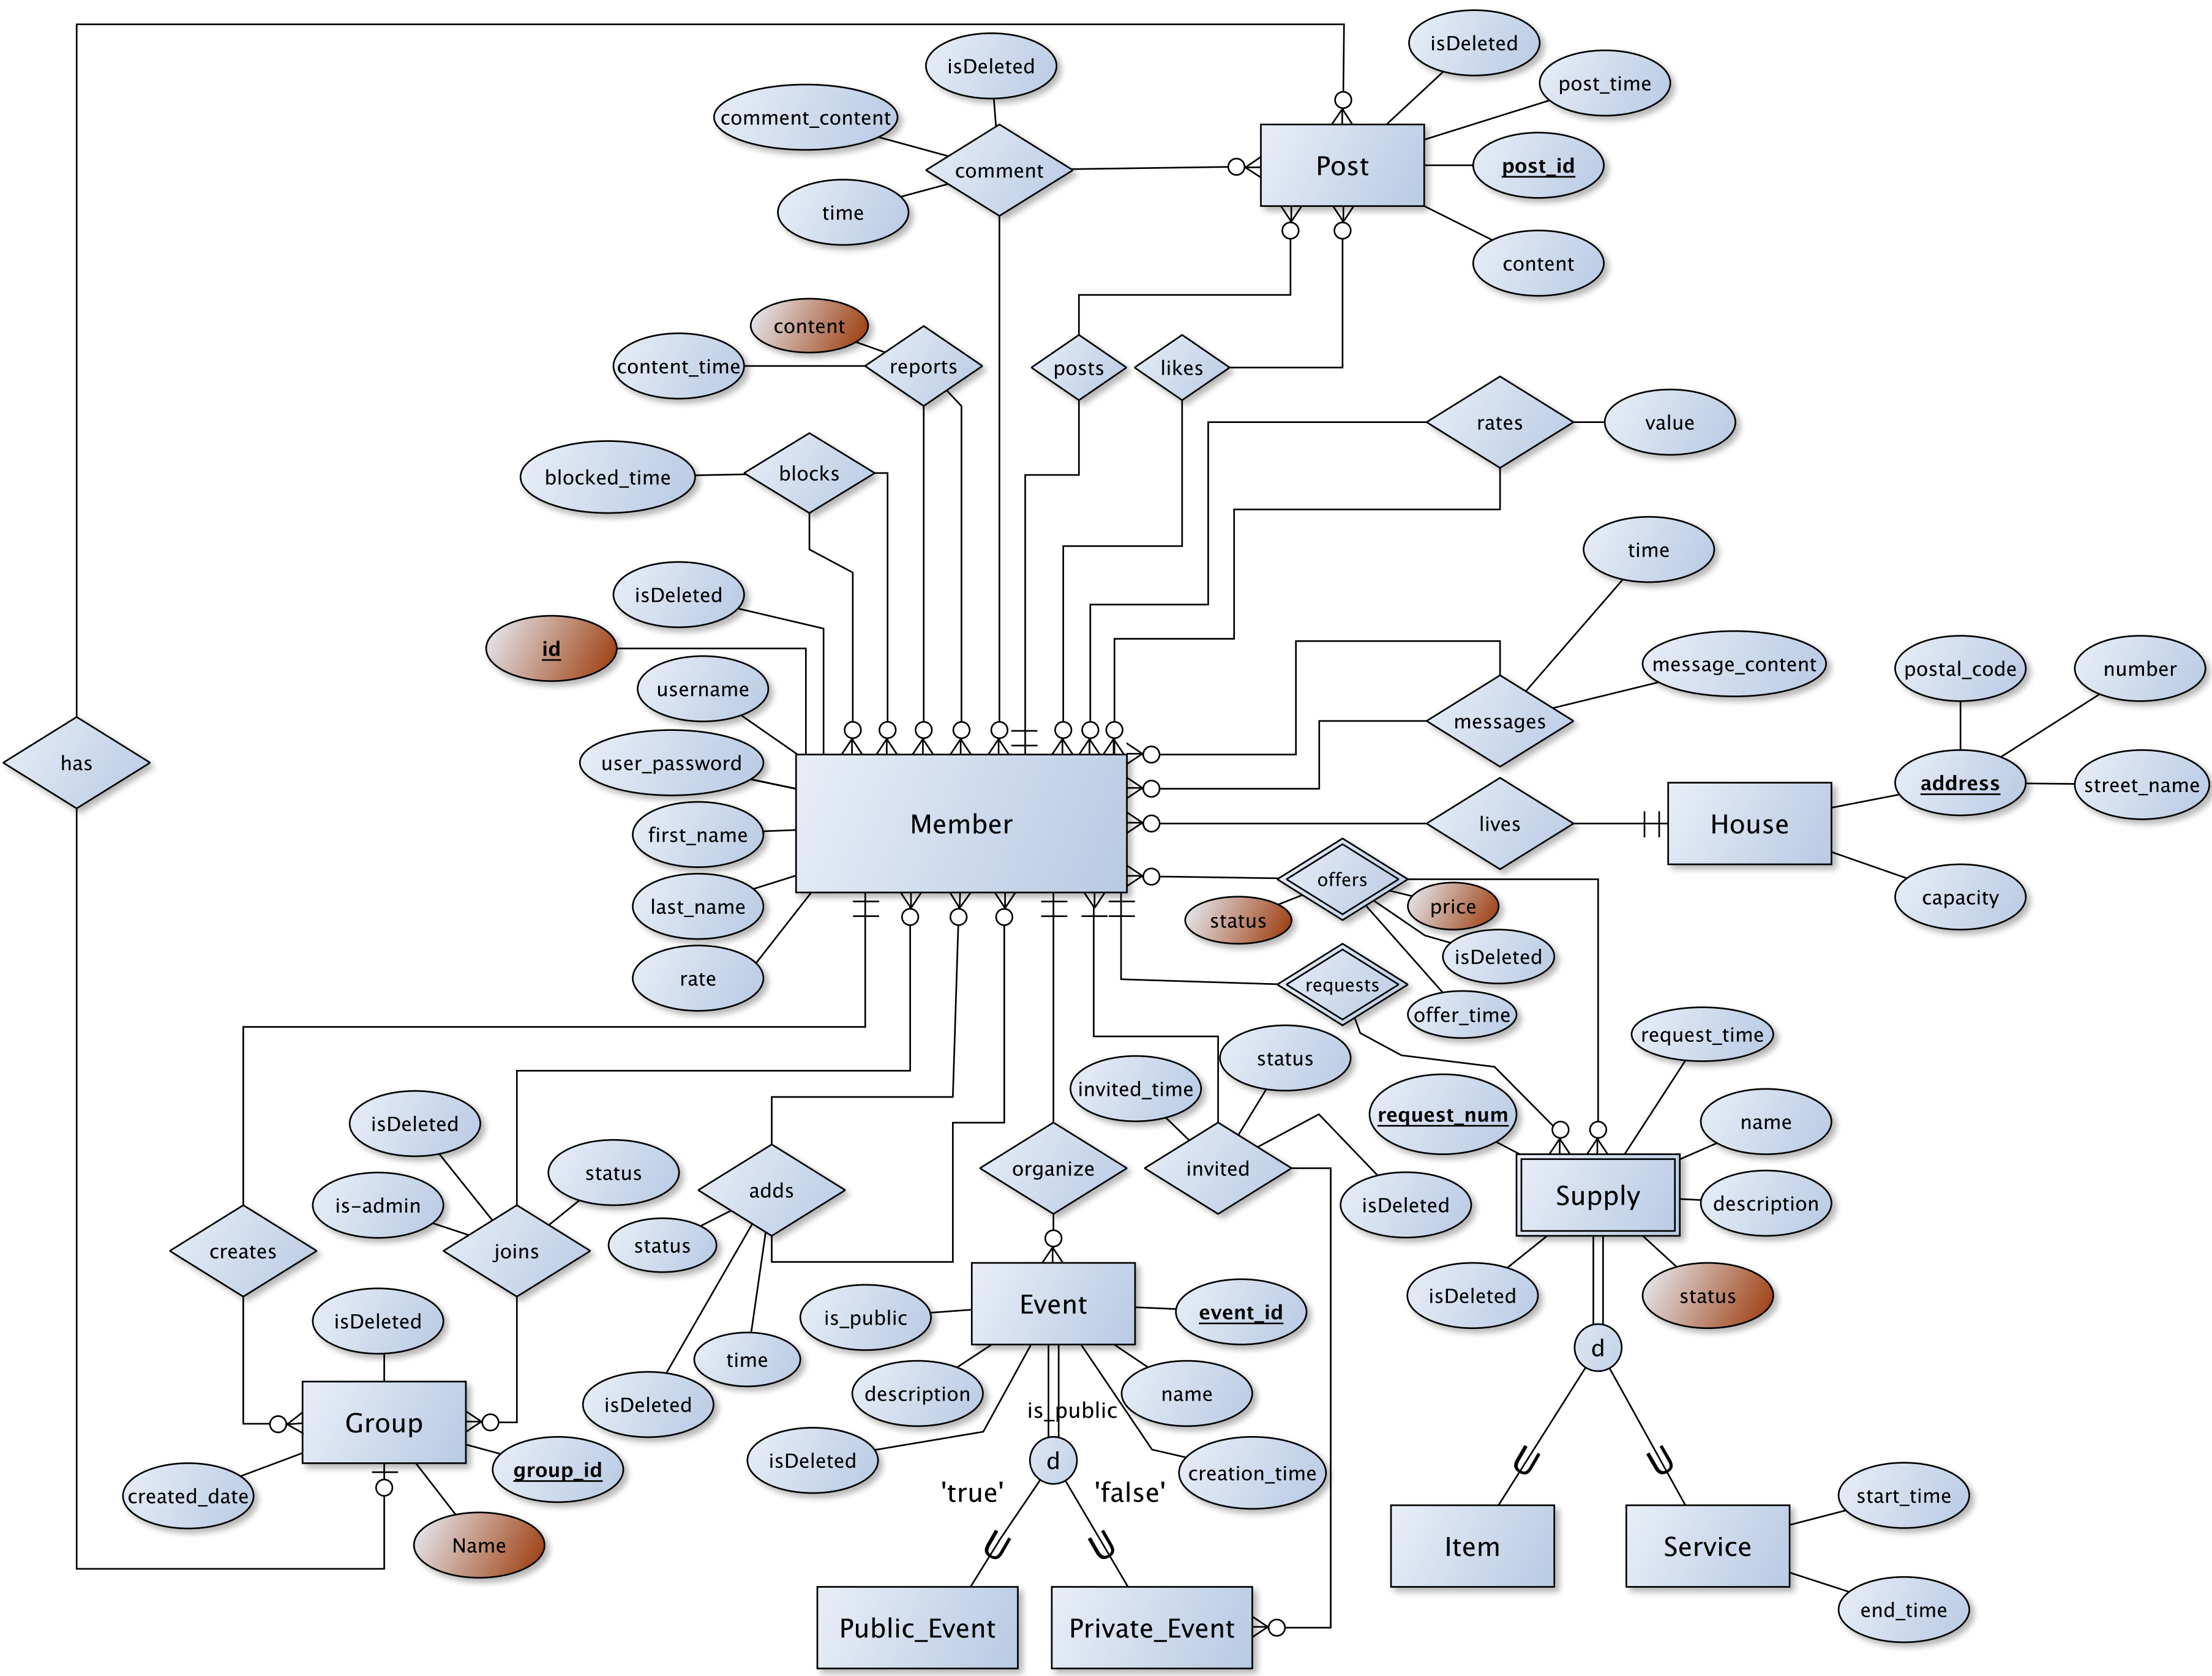 isDeleted
isDeleted
post_time
comment_content
comment
Post
post_id
time
content
content
content_time
reports
posts
likes
rates
value
blocked_time
blocks
time
isDeleted
id
username
messages
message_content
postal_code
number
has
user_password
address
street_name
first_name
Member
lives
House
last_name
offers
status
price
capacity
rate
isDeleted
requests
offer_time
request_time
status
invited_time
request_num
name
isDeleted
status
is-admin
adds
organize
invited
isDeleted
Supply
description
creates
joins
status
isDeleted
status
isDeleted
is_public
Event
event_id
time
description
name
isDeleted
is_public
d
Group
isDeleted
d
creation_time
group_id
created_date
'true'
'false'
start_time
Name
Item
Service
end_time
Public_Event
Private_Event